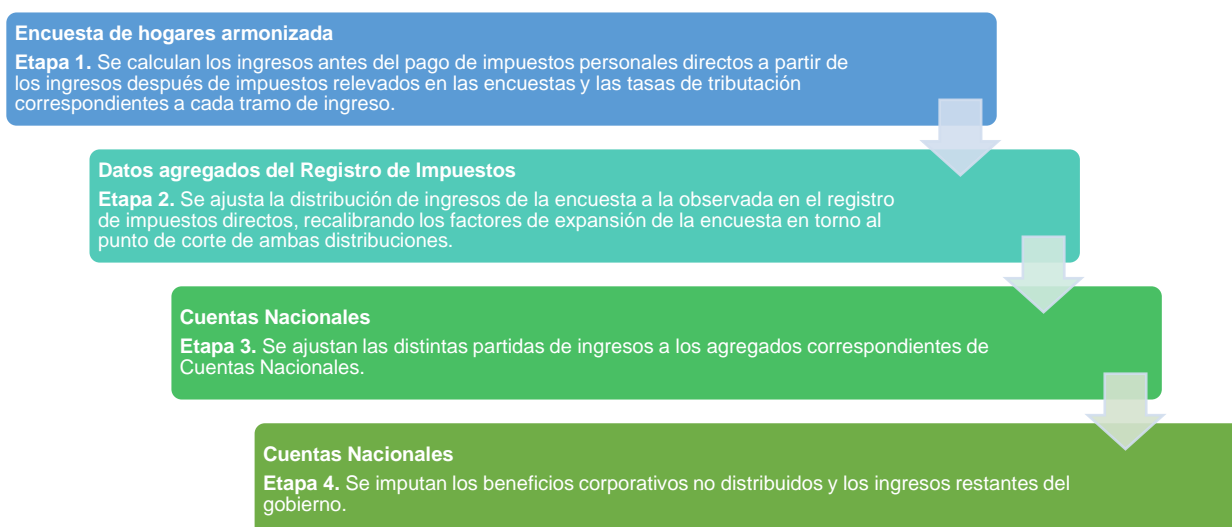 Encuesta de hogares armonizada
Etapa 1. Se calculan los ingresos antes del pago de impuestos personales directos a partir de
los ingresos después de impuestos relevados en las encuestas y las tasas de tributación
correspondientes a cada tramo de ingreso.
Datos agregados del Registro de Impuestos
Etapa 2. Se ajusta la distribución de ingresos de la encuesta a la observada en el registro
de impuestos directos, recalibrando los factores de expansión de la encuesta en torno al
punto de corte de ambas distribuciones.
Cuentas Nacionales
Etapa 3. Se ajustan las distintas partidas de ingresos a los agregados correspondientes de
Cuentas Nacionales.
Cuentas Nacionales
Etapa 4. Se imputan los beneficios corporativos no distribuidos y los ingresos restantes del
gobierno.